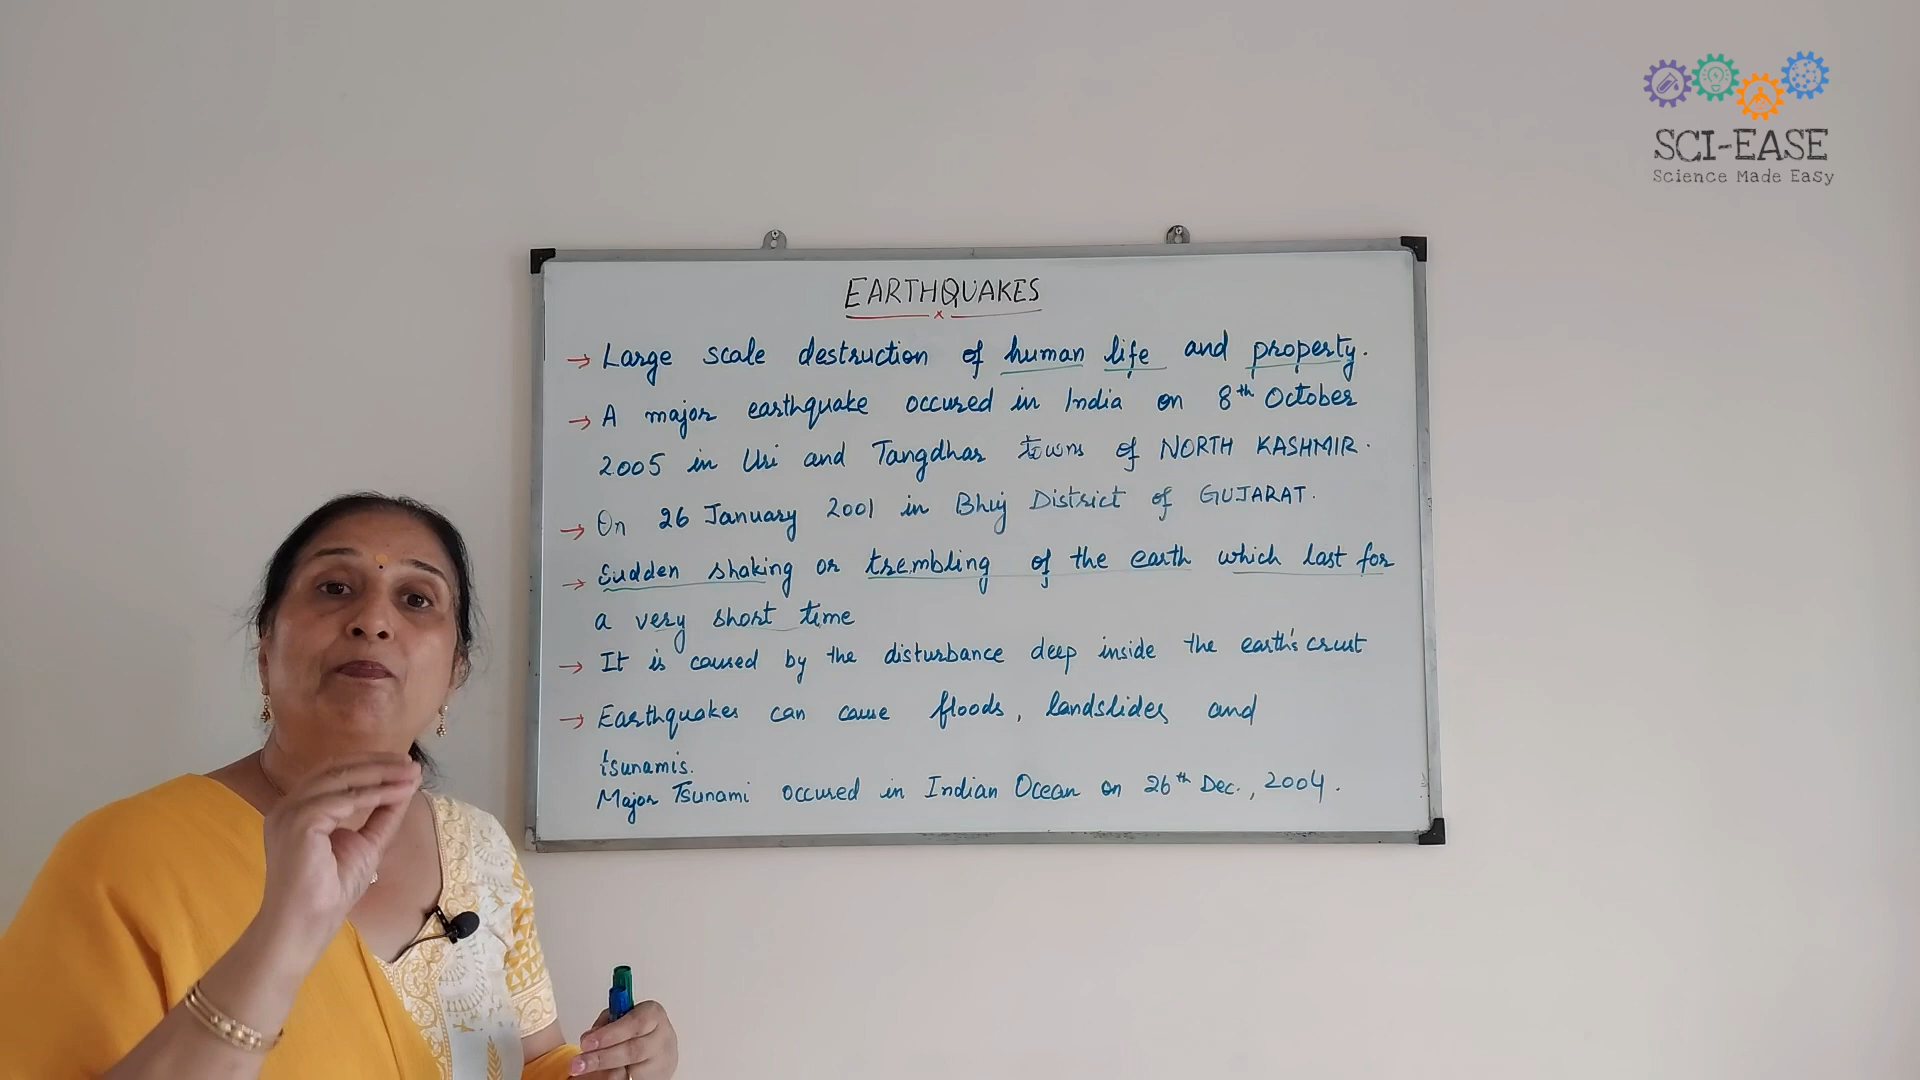 SCI-EASE
Science Made Easy
EARTHQUAKES
→ Large scale destruction of human life and property.
→ A major earthquake occured in India on 8th October
2005 in Uri and Tangdhar towns of NORTH KASHMIR.
→ On 26 January 2001 in Bhuj District of GUJARAT.
→ Sudden shaking or trembling of the earth which last for
a very short time
→ It is caused by the disturbance deep inside the earth's crust
→ Earthquakes can cause floods, landslides and
tsunamis.
Major Tsunami occured in Indian Ocean on 26th Dec., 2004.